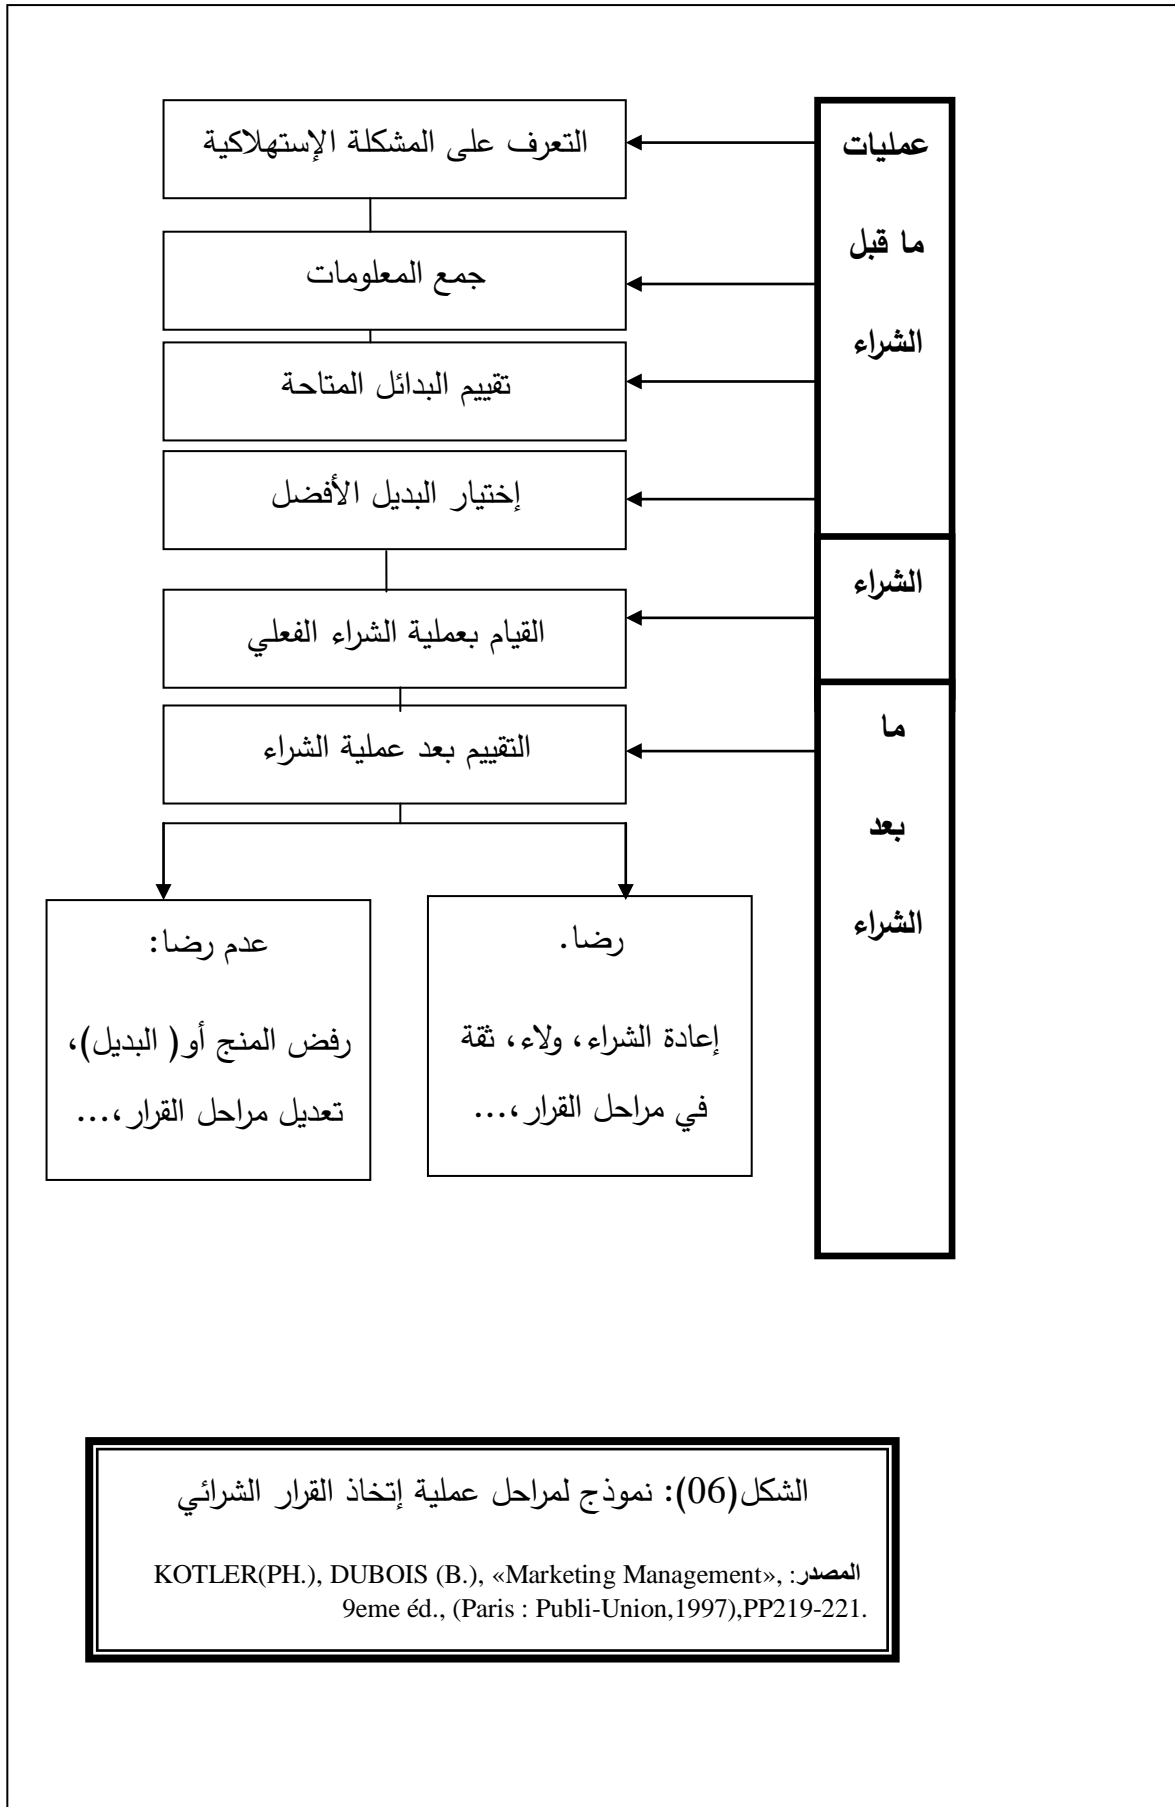 عمليات
ما قبل
الشراء
التعرف على المشكلة الإستهلاكية
جمع المعلومات
تقييم البدائل المتاحة
إختيار البديل الأفضل
الشراء
القيام بعملية الشراء الفعلي
ما
بعد
الشراء
التقييم بعد عملية الشراء
رضا.
إعادة الشراء، ولاء، ثقة
في مراحل القرار،...
عدم رضا:
رفض المنج أو( البديل)،
تعديل مراحل القرار،...
الشكل(06): نموذج لمراحل عملية إتخاذ القرار الشرائي
المصدر: KOTLER(PH.), DUBOIS (B.), «Marketing Management»,
9eme éd., (Paris : Publi-Union,1997),PP219-221.